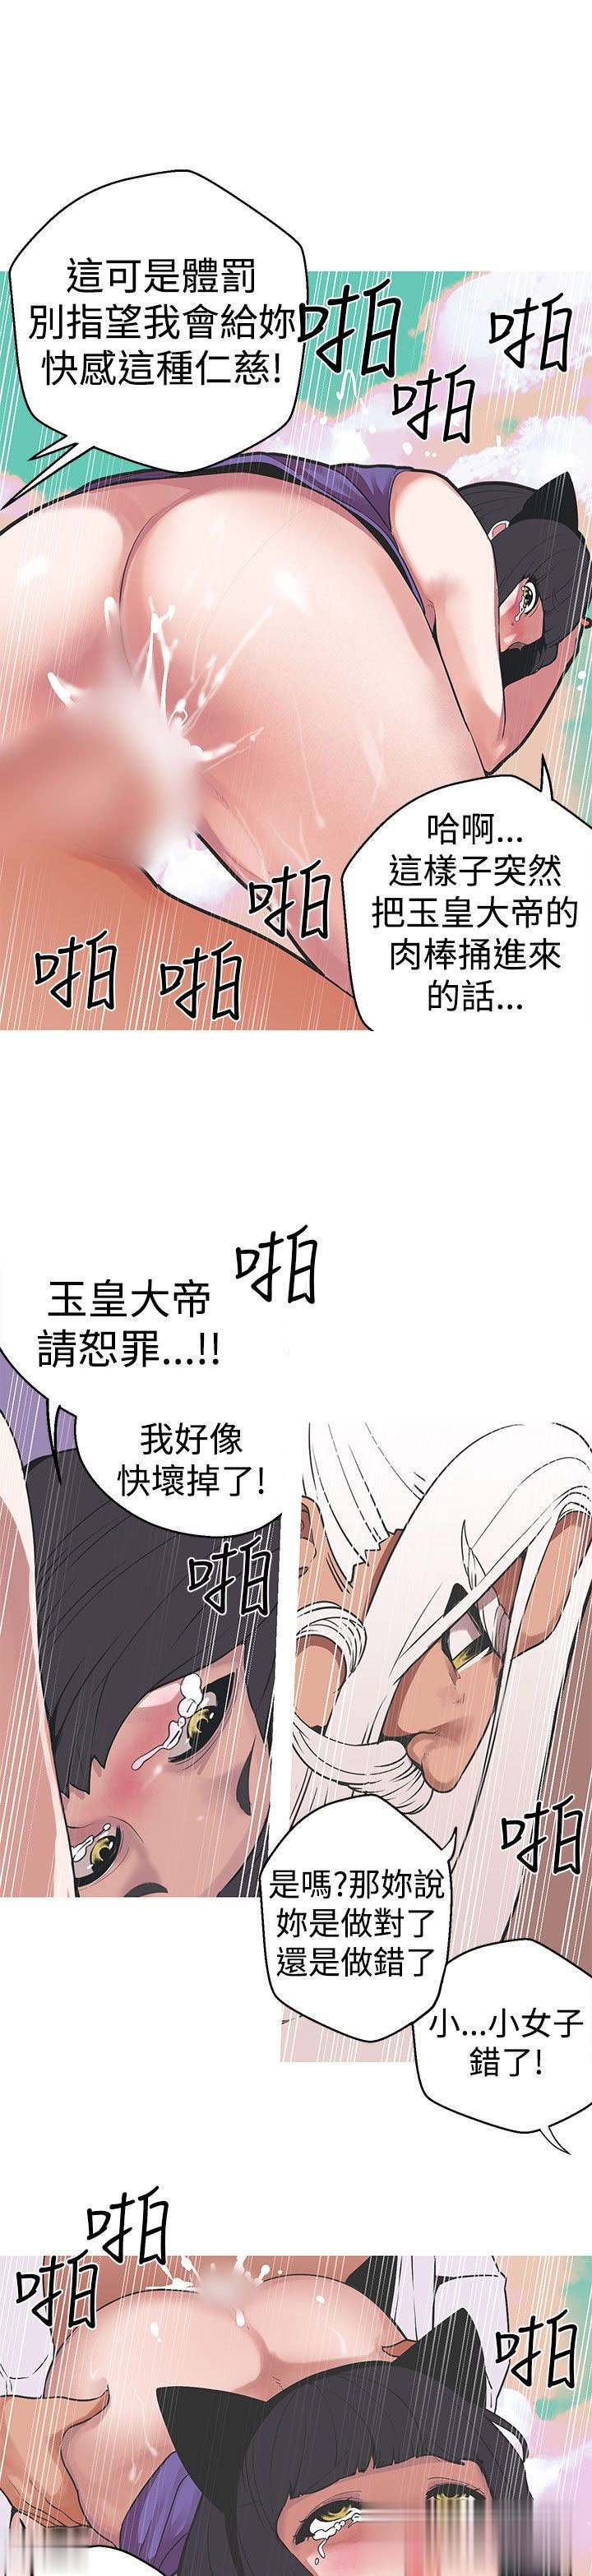 這可是體罰
別指望我會給妳
快感這種仁慈!
啪
啪
啪
哈啊...
這樣子突然
把玉皇大帝的
肉棒捅進來
的話...
啪
啪
啪
啪
玉皇大帝
請恕罪...!!
我好像
快壞掉了!
啪
啪
是嗎?那妳說
妳是做對了
還是做錯了
小...小女子
錯了!
啪
啪
啪